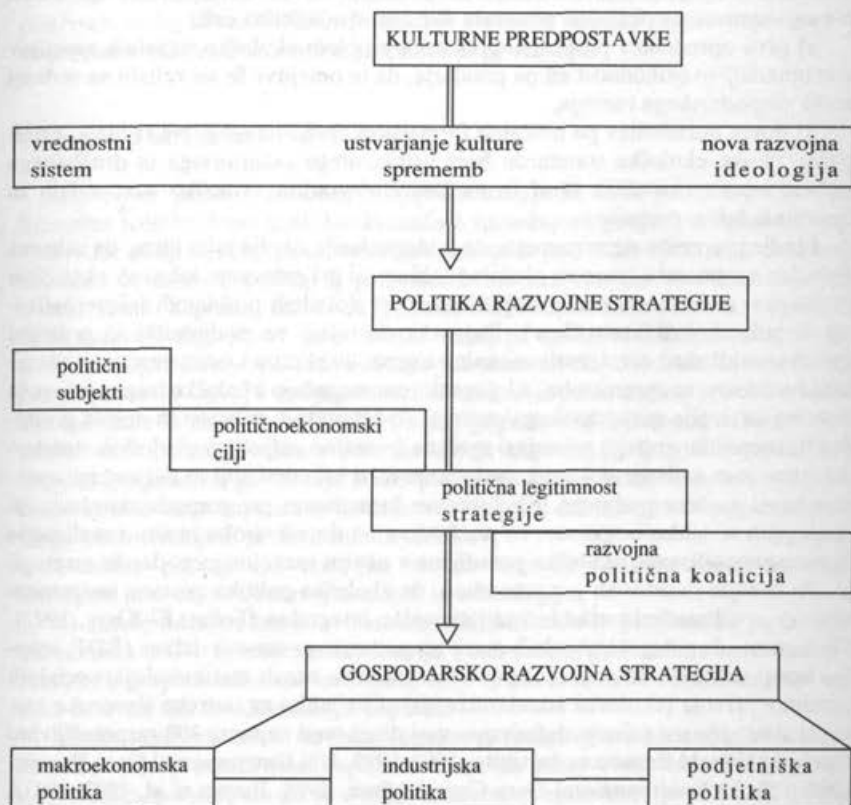 KULTURNE PREDPOSTAVKE
vrednostni
sistem
ustvarjanje kulture
sprememb
nova razvojna
ideologija
POLITIKA RAZVOJNE STRATEGIJE
politični
subjekti
političnoekonomski
cilji
politična legitimnost
strategije
razvojna
politična koalicija
GOSPODARSKO RAZVOJNA STRATEGIJA
makroekonomska
politika
industrijska
politika
podjetniška
politika